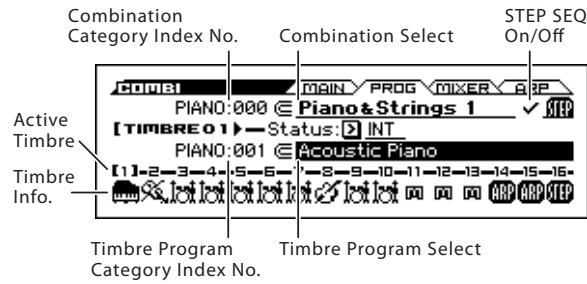 Combination
Category Index No.
Combination Select
STEP SEQ
On/Off
COMBI MAIN PROG MIXER ARP
PIANO:000 Piano&Strings 1 STEP
[TIMBRE01] Status: INT
PIANO:001 Acoustic Piano
Active
Timbre
[1]-2-3-4-5-6-7-8-9-10-11-12-13-14-15-16-
Timbre
Info.
ARP ARP STEP
Timbre Program
Category Index No.
Timbre Program Select